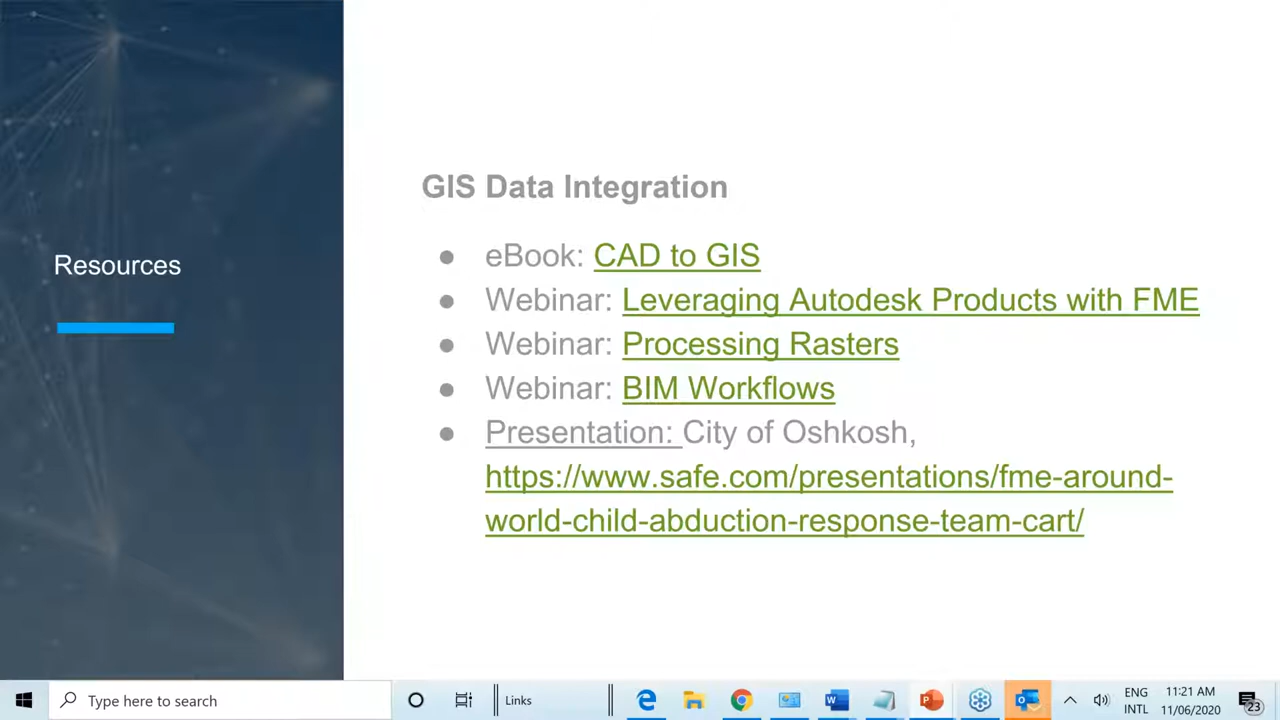 Resources
GIS Data Integration
● eBook: CAD to GIS
● Webinar: Leveraging Autodesk Products with FME
● Webinar: Processing Rasters
● Webinar: BIM Workflows
● Presentation: City of Oshkosh,
https://www.safe.com/presentations/fme-around-
world-child-abduction-response-team-cart/
Type here to search
Links
ENG
INTL
11:21 AM
11/06/2020
23